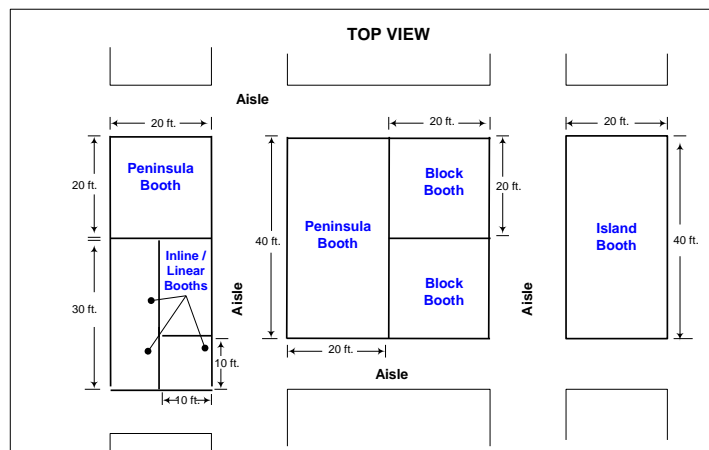 TOP VIEW
Aisle
20 ft.
20 ft.
20 ft.
20 ft.
Peninsula
Booth
Inline /
Linear
Booths
30 ft.
10 ft.
10 ft.
Aisle
40 ft.
Peninsula
Booth
Block
Booth
20 ft.
Block
Booth
20 ft.
Aisle
Aisle
Island
Booth
40 ft.